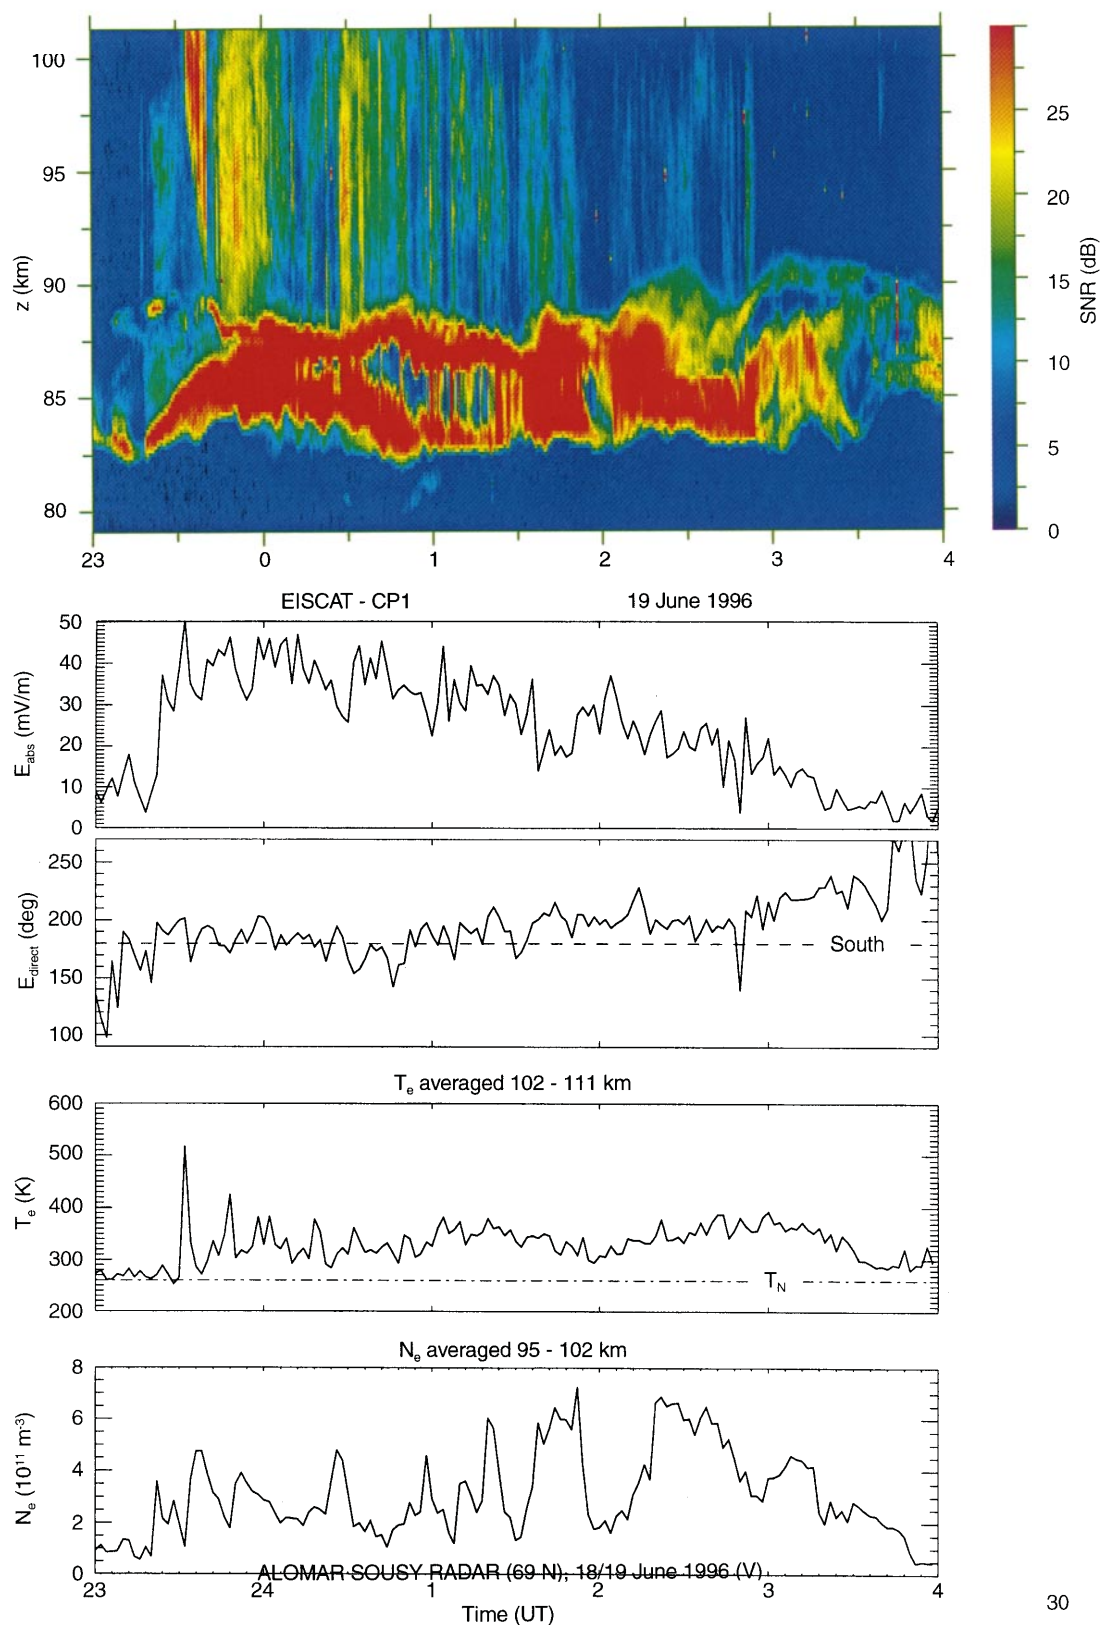 100
95
90
85
80
z (km)
23 0 1 2 3 4
25
20
15
10
5
0
SNR (dB)
EISCAT - CP1 19 June 1996
50
40
30
20
10
0
E_abs (mV/m)
250
200
150
100
E_direct (deg)
South
T_e averaged 102 - 111 km
600
500
400
300
200
T_e (K)
T_N
N_e averaged 95 - 102 km
8
6
4
2
0
N_e (10^11 m^-3)
ALOMAR SOUSY RADAR (69 N), 18/19 June 1996 (V)
23 24 1 2 3 4
Time (UT)
30